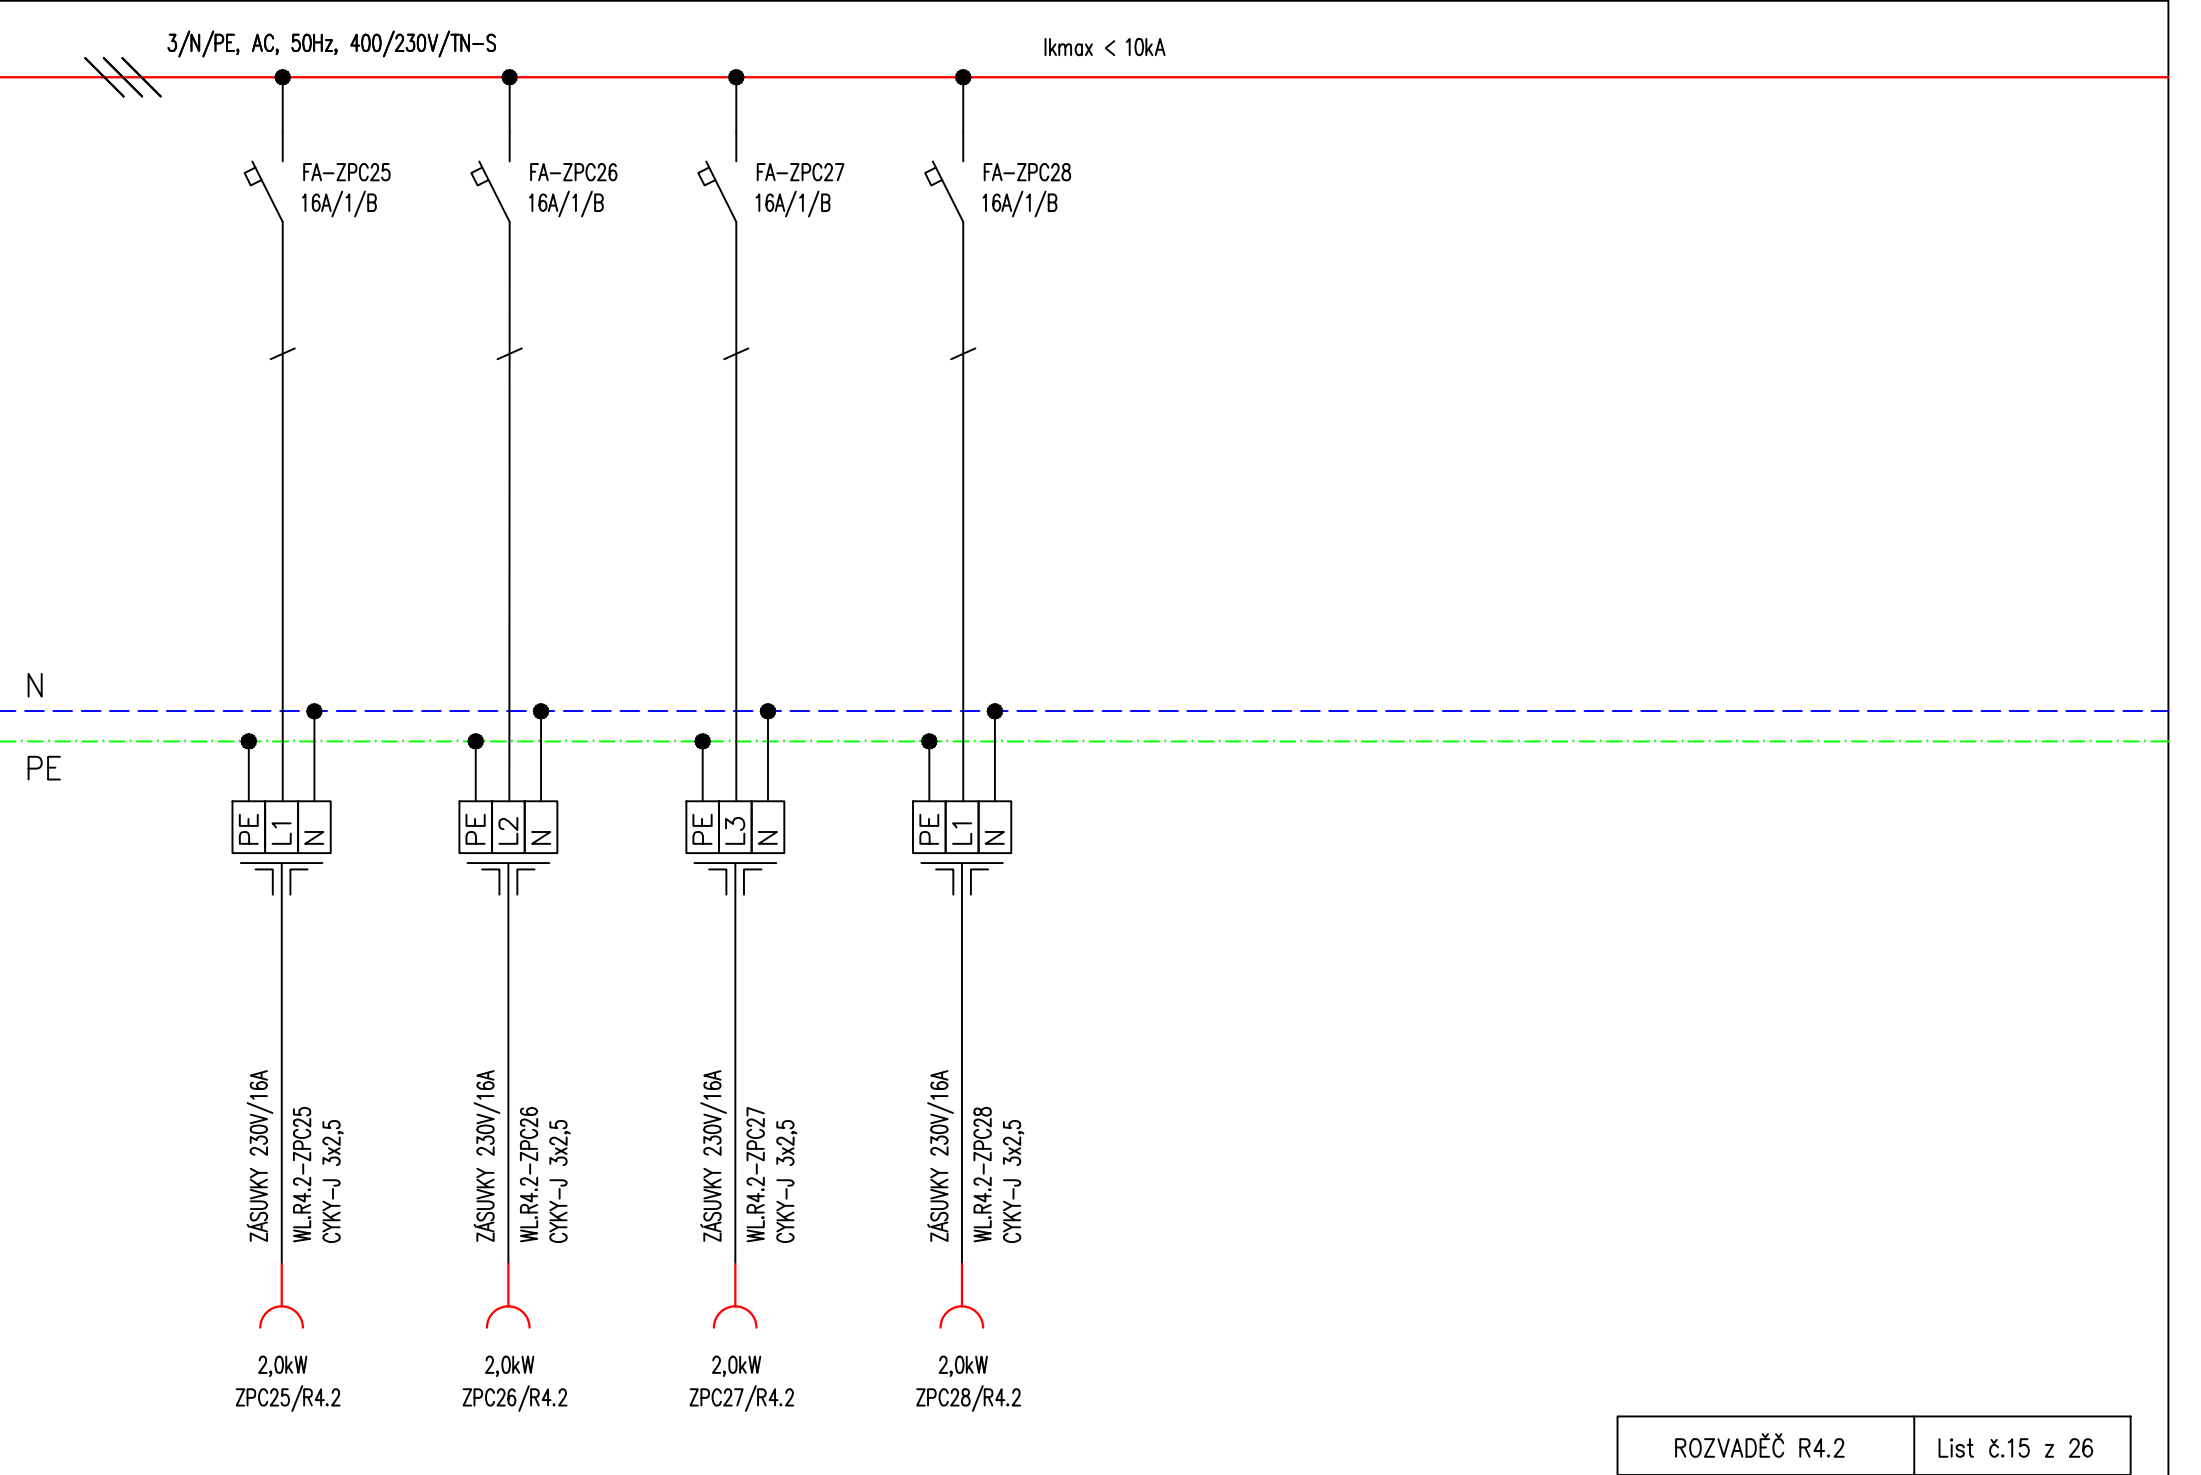 3/N/PE, AC, 50Hz, 400/230V/TN-S
Ikmax < 10kA
FA-ZPC25
16A/1/B
FA-ZPC26
16A/1/B
FA-ZPC27
16A/1/B
FA-ZPC28
16A/1/B
N
PE
PE L1 N
PE L2 N
PE L3 N
PE L1 N
ZÁSUVKY 230V/16A
WL.R4.2-ZPC25
CYKY-J 3x2,5
ZÁSUVKY 230V/16A
WL.R4.2-ZPC26
CYKY-J 3x2,5
ZÁSUVKY 230V/16A
WL.R4.2-ZPC27
CYKY-J 3x2,5
ZÁSUVKY 230V/16A
WL.R4.2-ZPC28
CYKY-J 3x2,5
2,0kW
ZPC25/R4.2
2,0kW
ZPC26/R4.2
2,0kW
ZPC27/R4.2
2,0kW
ZPC28/R4.2
ROZVADĚČ R4.2
List č.15 z 26